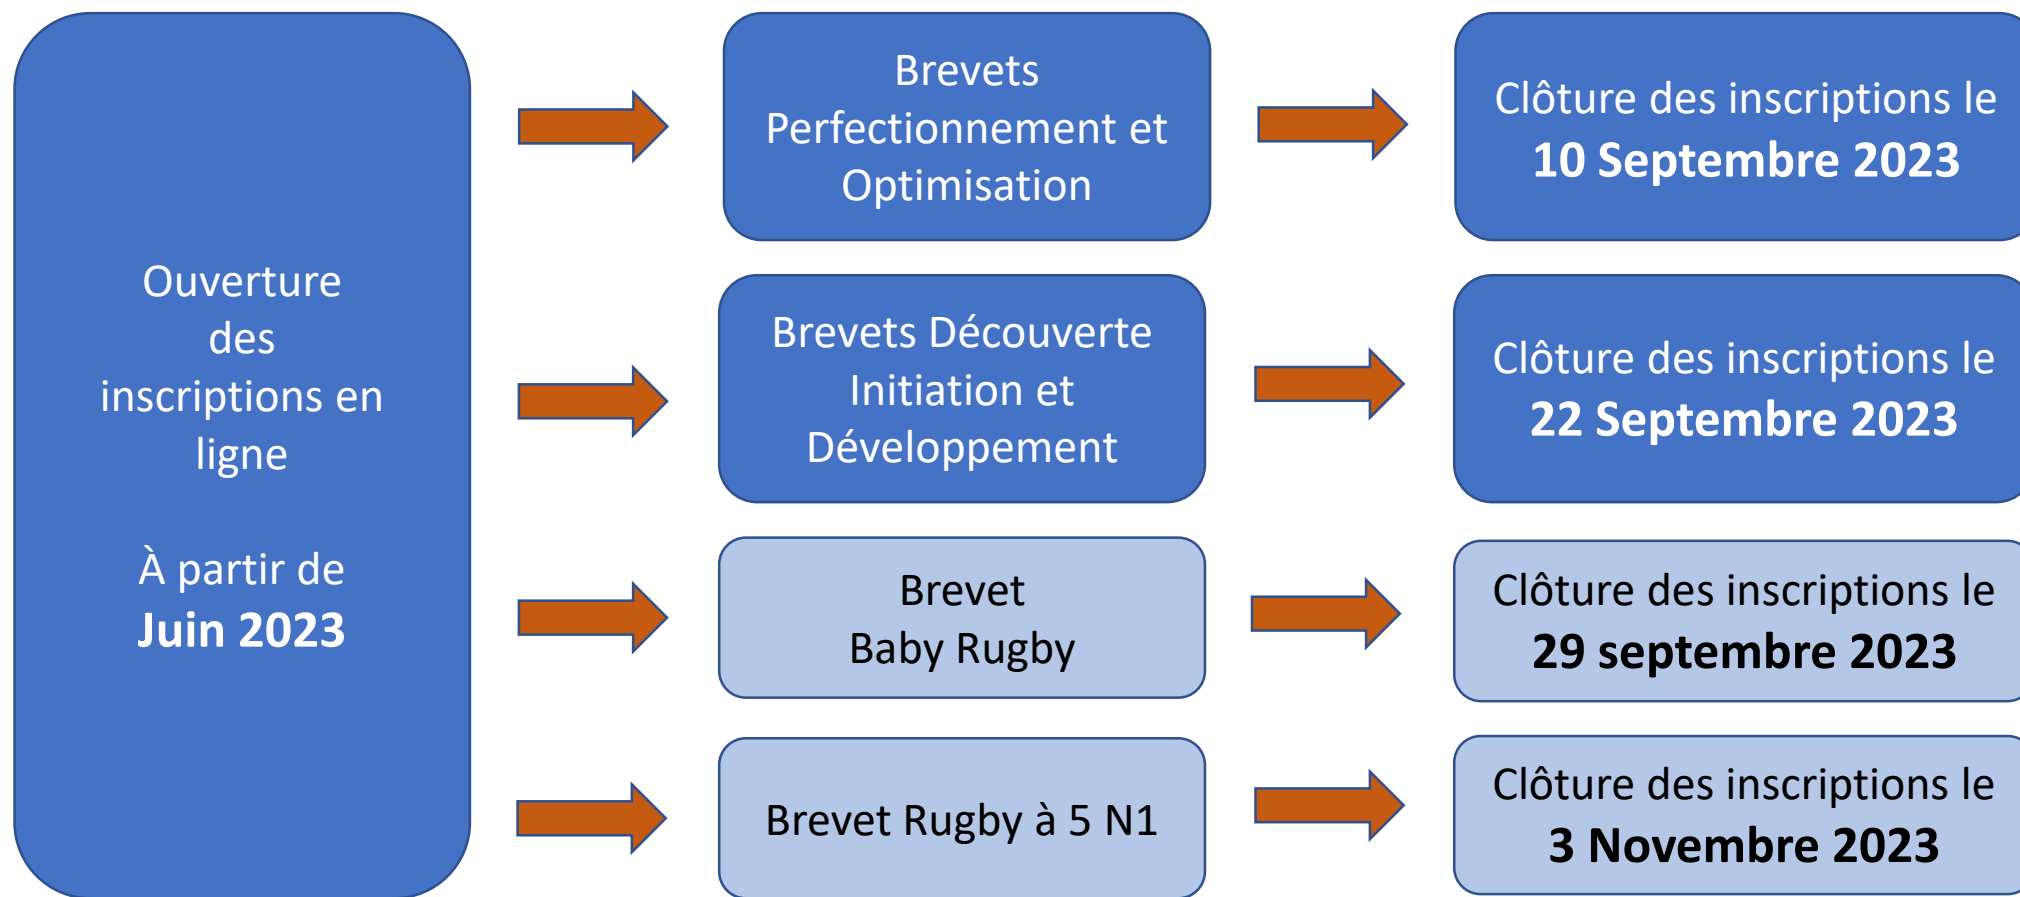 Ouverture
des
inscriptions en
ligne
À partir de
Juin 2023
Brevets
Perfectionnement et
Optimisation
Clôture des inscriptions le
10 Septembre 2023
Brevets Découverte
Initiation et
Développement
Clôture des inscriptions le
22 Septembre 2023
Brevet
Baby Rugby
Clôture des inscriptions le
29 septembre 2023
Brevet Rugby à 5 N1
Clôture des inscriptions le
3 Novembre 2023